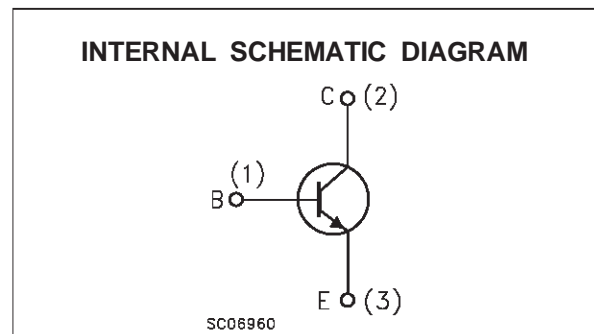 INTERNAL SCHEMATIC DIAGRAM
C (2)
(1)
B
E (3)
SC06960